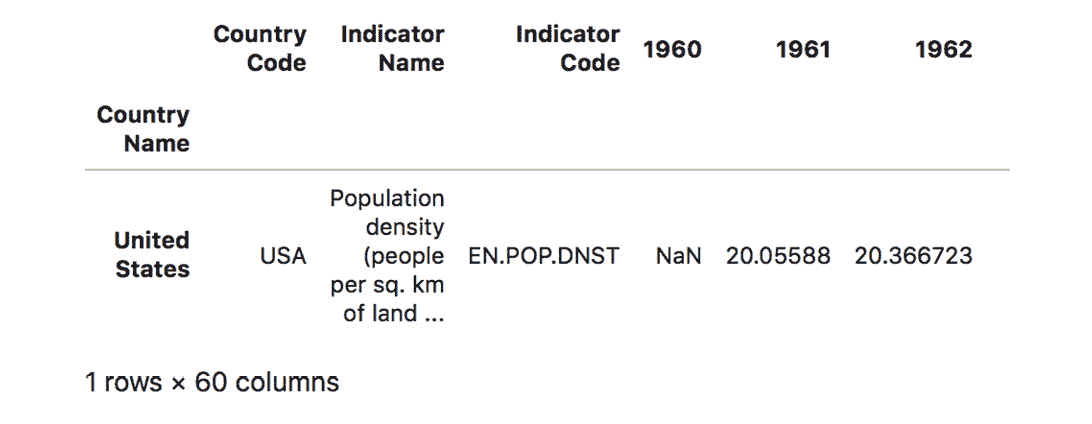 Country Indicator Indicator 1960 1961 1962
Code Name Code
Country
Name
Population
density
United States USA (people EN.POP.DNST NaN 20.05588 20.366723
per sq. km
of land ...
1 rows × 60 columns